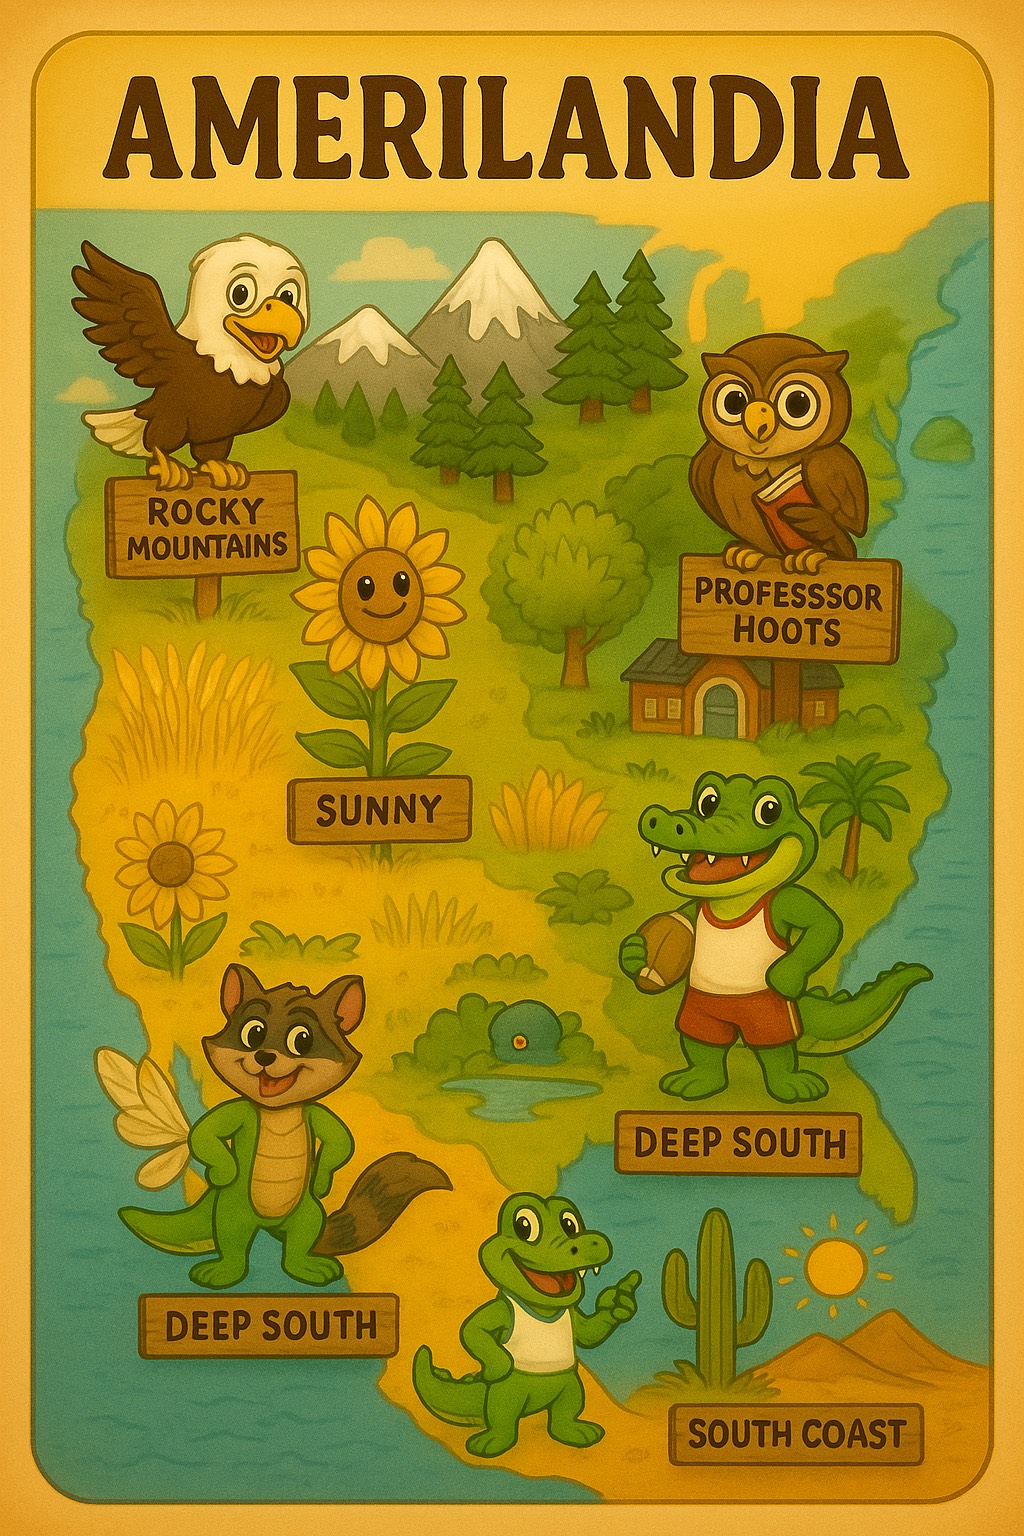 AMERILANDIA
ROCKY
MOUNTAINS
PROFESSSOR
HOOTS
SUNNY
DEEP SOUTH
DEEP SOUTH
SOUTH COAST